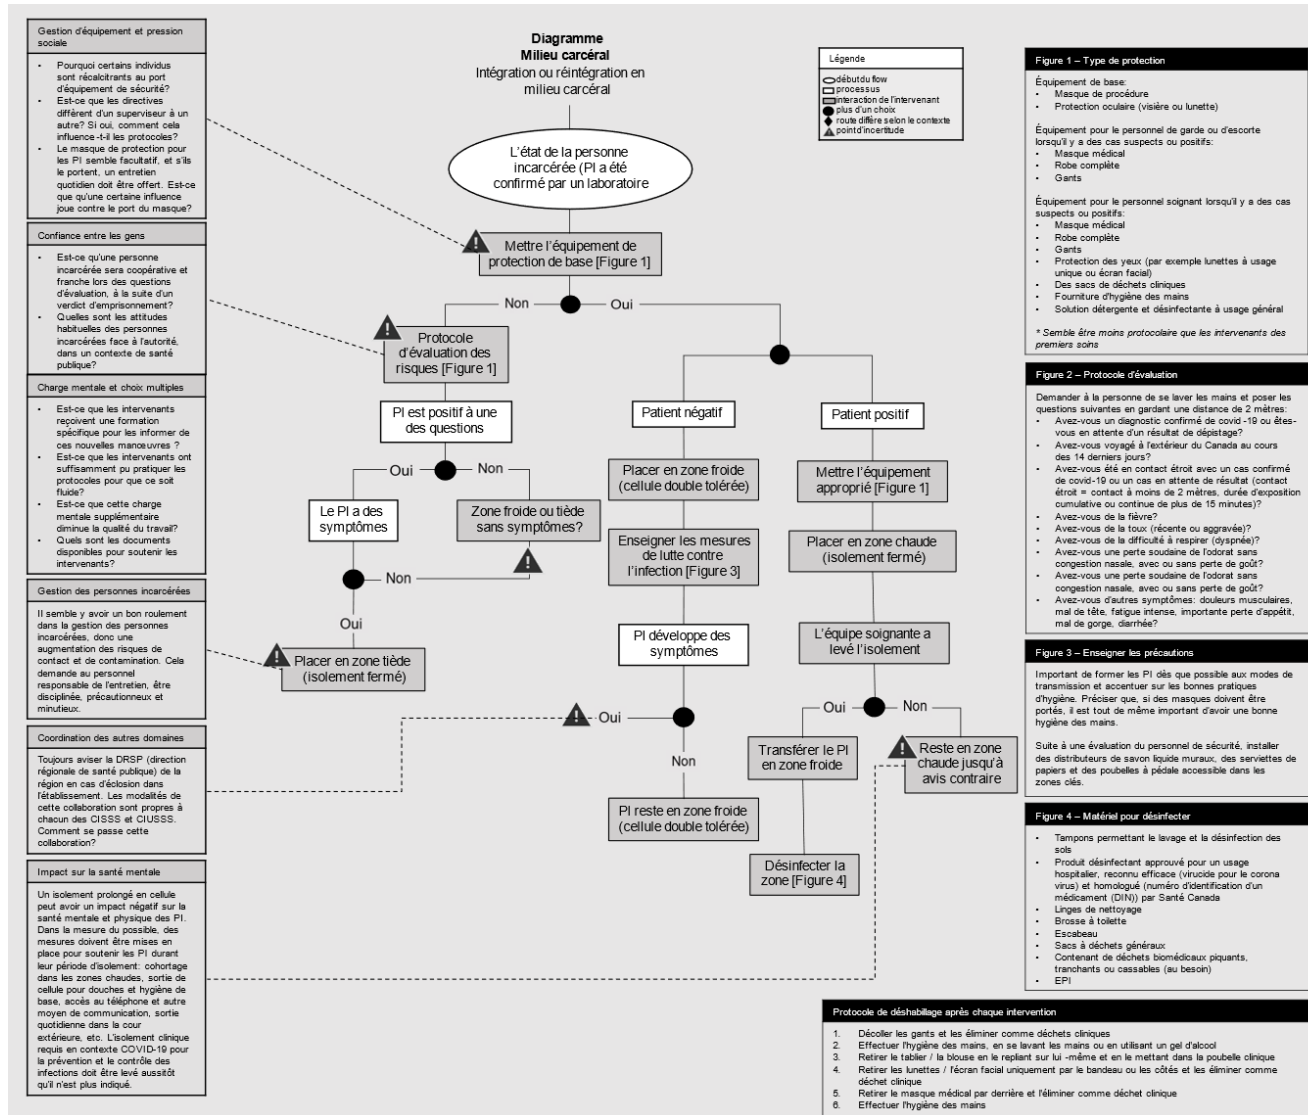 Gestion d'équipement et pression
sociale
• Pourquoi certains individus
sont récalcitrants au port
d'équipement de sécurité?
• Est-ce que les directives
diffèrent d'un superviseur à un
autre? Si oui, comment cela
influence -t-il les protocoles?
• Le masque de protection pour
les PI semble facultatif, et s'ils
le portent, un entretien
quotidien doit être offert. Est-ce
que qu'une certaine influence
joue contre le port du masque?
Confiance entre les gens
• Est-ce qu'une personne
incarcérée sera coopérative et
franche lors des questions
d'évaluation, à la suite d'un
verdict d'emprisonnement?
• Quelles sont les attitudes
habituelles des personnes
incarcérées face à l'autorité,
dans un contexte de santé
publique?
Charge mentale et choix multiples
• Est-ce que les intervenants
reçoivent une formation
spécifique pour les informer de
ces nouvelles manœuvres ?
• Est-ce que les intervenants ont
suffisamment pu pratiquer les
protocoles pour que ce soit
fluide?
• Est-ce que cette charge
mentale supplémentaire
diminue la qualité du travail?
• Quels sont les documents
disponibles pour soutenir les
intervenants?
Gestion des personnes incarcérées
Il semble y avoir un bon roulement
dans la gestion des personnes
incarcérées, donc une
augmentation des risques de
contact et de contamination. Cela
demande au personnel
responsable de l'entretien, être
disciplinée, précautionneux et
minutieux.
Coordination des autres domaines
Toujours aviser la DRSP (direction
régionale de santé publique) de la
région en cas d'éclosion dans
l'établissement. Les modalités de
cette collaboration sont propres à
chacun des CISSS et CIUSSS.
Comment se passe cette
collaboration?
Impact sur la santé mentale
Un isolement prolongé en cellule
peut avoir un impact négatif sur la
santé mentale et physique des PI.
Dans la mesure du possible, des
mesures doivent être mises en
place pour soutenir les PI durant
leur période d'isolement: cohortage
dans les zones chaudes, sortie de
cellule pour douches et hygiène de
base, accès au téléphone et autre
moyen de communication, sortie
quotidienne dans la cour
extérieure, etc. L'isolement clinique
requis en contexte COVID-19 pour
la prévention et le contrôle des
infections doit être levé aussitôt
qu'il n'est plus indiqué.
Diagramme
Milieu carcéral
Intégration ou réintégration en
milieu carcéral
L'état de la personne
incarcérée (PI a été
confirmé par un laboratoire
Mettre l'équipement de
protection de base [Figure 1]
Non
Oui
Protocole
d'évaluation des
risques [Figure 1]
PI est positif à une
des questions
Oui
Non
Le PI a des
symptômes
Zone froide ou tiède
sans symptômes?
Non
Oui
Placer en zone tiède
(isolement fermé)
Patient négatif
Placer en zone froide
(cellule double tolérée)
Enseigner les mesures
de lutte contre
l'infection [Figure 3]
PI développe des
symptômes
Oui
Non
PI reste en zone froide
(cellule double tolérée)
Patient positif
Mettre l'équipement
approprié [Figure 1]
Placer en zone chaude
(isolement fermé)
L'équipe soignante a
levé l'isolement
Oui
Non
Transférer le PI
en zone froide
Reste en zone
chaude jusqu'à
avis contraire
Désinfecter la
zone [Figure 4]
Légende
début du flow
processus
interaction de l'intervenant
plus d'un choix
route diffère selon le contexte
point d'incertitude
Figure 1 – Type de protection
Équipement de base:
• Masque de procédure
• Protection oculaire (visière ou lunette)
Équipement pour le personnel de garde ou d'escorte
lorsqu'il y a des cas suspects ou positifs:
• Masque médical
• Robe complète
• Gants
Équipement pour le personnel soignant lorsqu'il y a des cas
suspects ou positifs:
• Masque médical
• Robe complète
• Gants
• Protection des yeux (par exemple lunettes à usage
unique ou écran facial)
• Des sacs de déchets cliniques
• Fourniture d'hygiène des mains
• Solution détergente et désinfectante à usage général
* Semble être moins protocolaire que les intervenants des
premiers soins
Figure 2 – Protocole d'évaluation
Demander à la personne de se laver les mains et poser les
questions suivantes en gardant une distance de 2 mètres:
• Avez-vous un diagnostic confirmé de covid -19 ou êtes-
vous en attente d'un résultat de dépistage?
• Avez-vous voyagé à l'extérieur du Canada au cours
des 14 derniers jours?
• Avez-vous été en contact étroit avec un cas confirmé
de covid-19 ou un cas en attente de résultat (contact
étroit = contact à moins de 2 mètres, durée d'exposition
cumulative ou continue de plus de 15 minutes)?
• Avez-vous de la fièvre?
• Avez-vous de la toux (récente ou aggravée)?
• Avez-vous de la difficulté à respirer (dyspnée)?
• Avez-vous une perte soudaine de l'odorat sans
congestion nasale, avec ou sans perte de goût?
• Avez-vous une perte soudaine de l'odorat sans
congestion nasale, avec ou sans perte de goût?
• Avez-vous d'autres symptômes: douleurs musculaires,
mal de tête, fatigue intense, importante perte d'appétit,
mal de gorge, diarrhée?
Figure 3 – Enseigner les précautions
Important de former les PI dès que possible aux modes de
transmission et accentuer sur les bonnes pratiques
d'hygiène. Préciser que, si des masques doivent être
portés, il est tout de même important d'avoir une bonne
hygiène des mains.
Suite à une évaluation du personnel de sécurité, installer
des distributeurs de savon liquide muraux, des serviettes de
papiers et des poubelles à pédale accessible dans les
zones clés.
Figure 4 – Matériel pour désinfecter
• Tampons permettant le lavage et la désinfection des
sols
• Produit désinfectant approuvé pour un usage
hospitalier, reconnu efficace (virucide pour le corona
virus) et homologué (numéro d'identification d'un
médicament (DIN)) par Santé Canada
• Linges de nettoyage
• Brosse à toilette
• Escabeau
• Sacs à déchets généraux
• Contenant de déchets biomédicaux piquants,
tranchants ou cassables (au besoin)
• EPI
Protocole de déshabillage après chaque intervention
1. Décoller les gants et les éliminer comme déchets cliniques
2. Effectuer l'hygiène des mains, en se lavant les mains ou en utilisant un gel d'alcool
3. Retirer le tablier / la blouse en le repliant sur lui -même et en le mettant dans la poubelle clinique
4. Retirer les lunettes / l'écran facial uniquement par le bandeau ou les côtés et les éliminer comme
déchet clinique
5. Retirer le masque médical par derrière et l'éliminer comme déchet clinique
6. Effectuer l'hygiène des mains